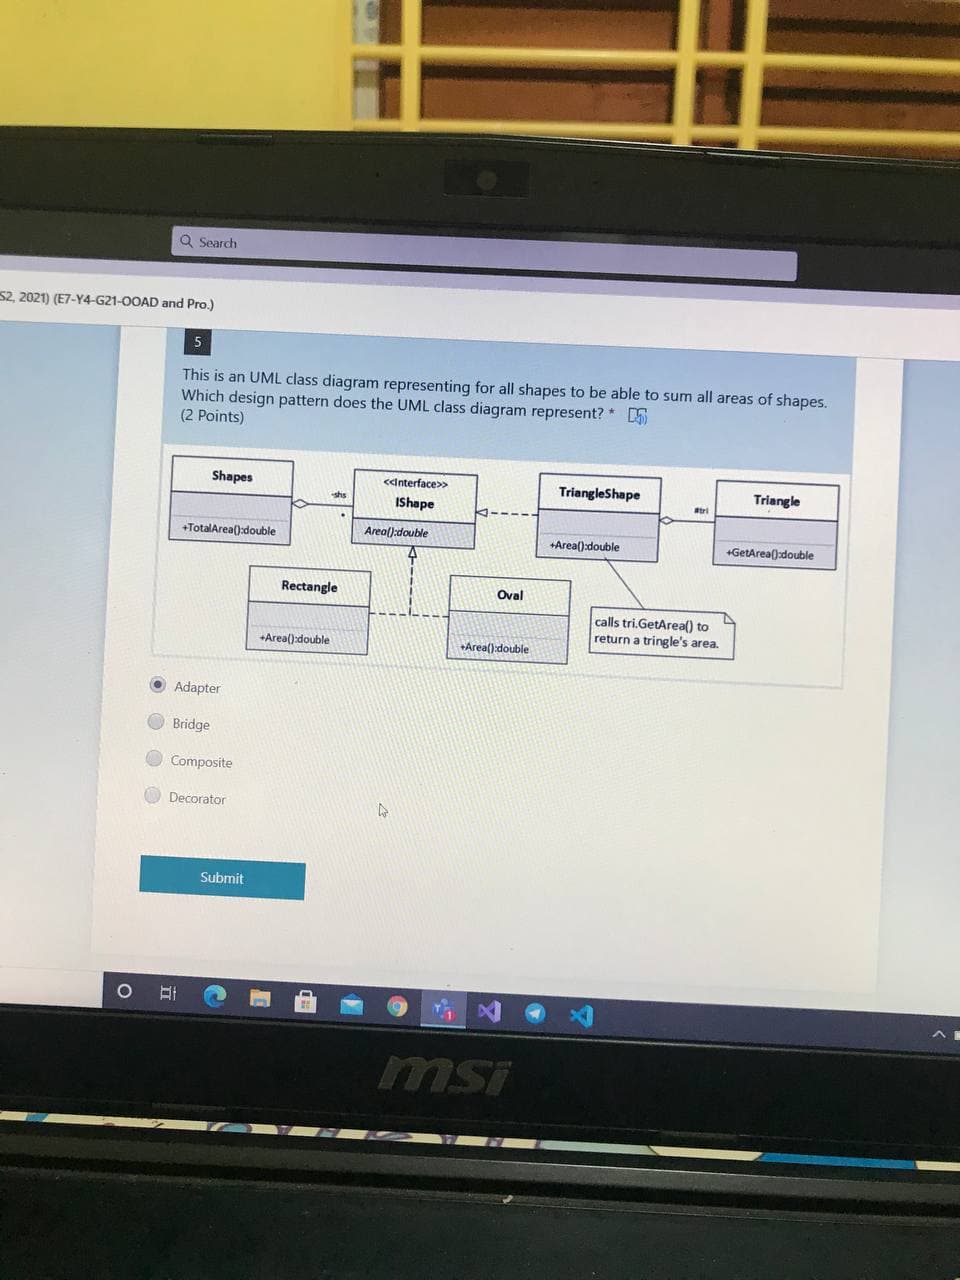 Search
S2, 2021) (E7-Y4-G21-OOAD and Pro.)
5
This is an UML class diagram representing for all shapes to be able to sum all areas of shapes.
Which design pattern does the UML class diagram represent? *
(2 Points)
Shapes
+TotalArea():double
-shs
*
<<Interface>>
IShape
Area():double
TriangleShape
+Area():double
#tri
Triangle
+GetArea():double
Rectangle
+Area():double
Oval
+Area():double
calls tri.GetArea() to
return a tringle's area.
Adapter
Bridge
Composite
Decorator
Submit
1
msi